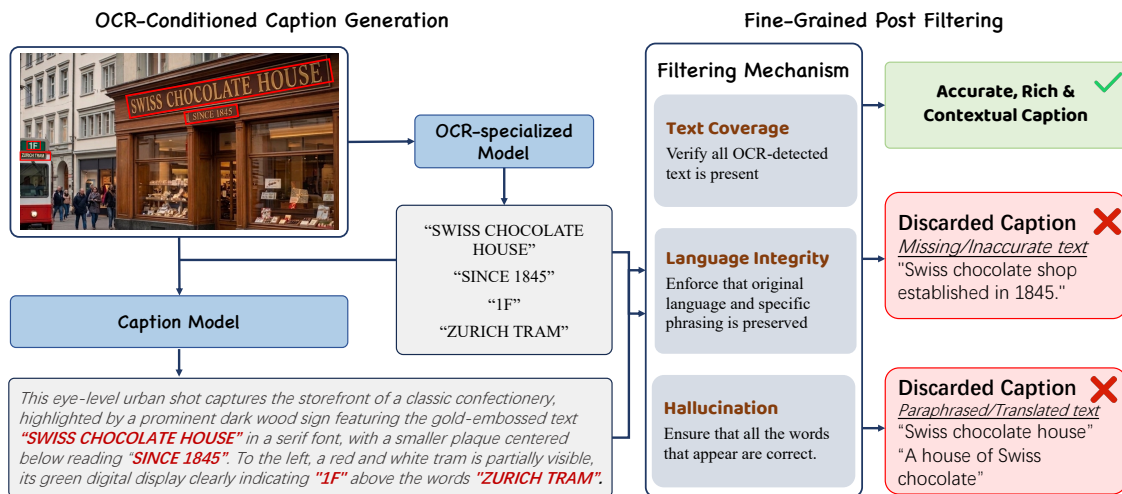 OCR-Conditioned Caption Generation
SWISS CHOCOLATE HOUSE
SINCE 1845
1F
ZURICH TRAM
OCR-specialized
Model
“SWISS CHOCOLATE
HOUSE”
“SINCE 1845”
“1F”
“ZURICH TRAM”
Caption Model
This eye-level urban shot captures the storefront of a classic confectionery,
highlighted by a prominent dark wood sign featuring the gold-embossed text
“SWISS CHOCOLATE HOUSE” in a serif font, with a smaller plaque centered
below reading “SINCE 1845”. To the left, a red and white tram is partially visible,
its green digital display clearly indicating "1F" above the words "ZURICH TRAM".
Fine-Grained Post Filtering
Filtering Mechanism
Text Coverage
Verify all OCR-detected
text is present
Language Integrity
Enforce that original
language and specific
phrasing is preserved
Hallucination
Ensure that all the words
that appear are correct.
Accurate, Rich &
Contextual Caption
Discarded Caption
Missing/Inaccurate text
"Swiss chocolate shop
established in 1845."
Discarded Caption
Paraphrased/Translated text
“Swiss chocolate house”
“A house of Swiss
chocolate”